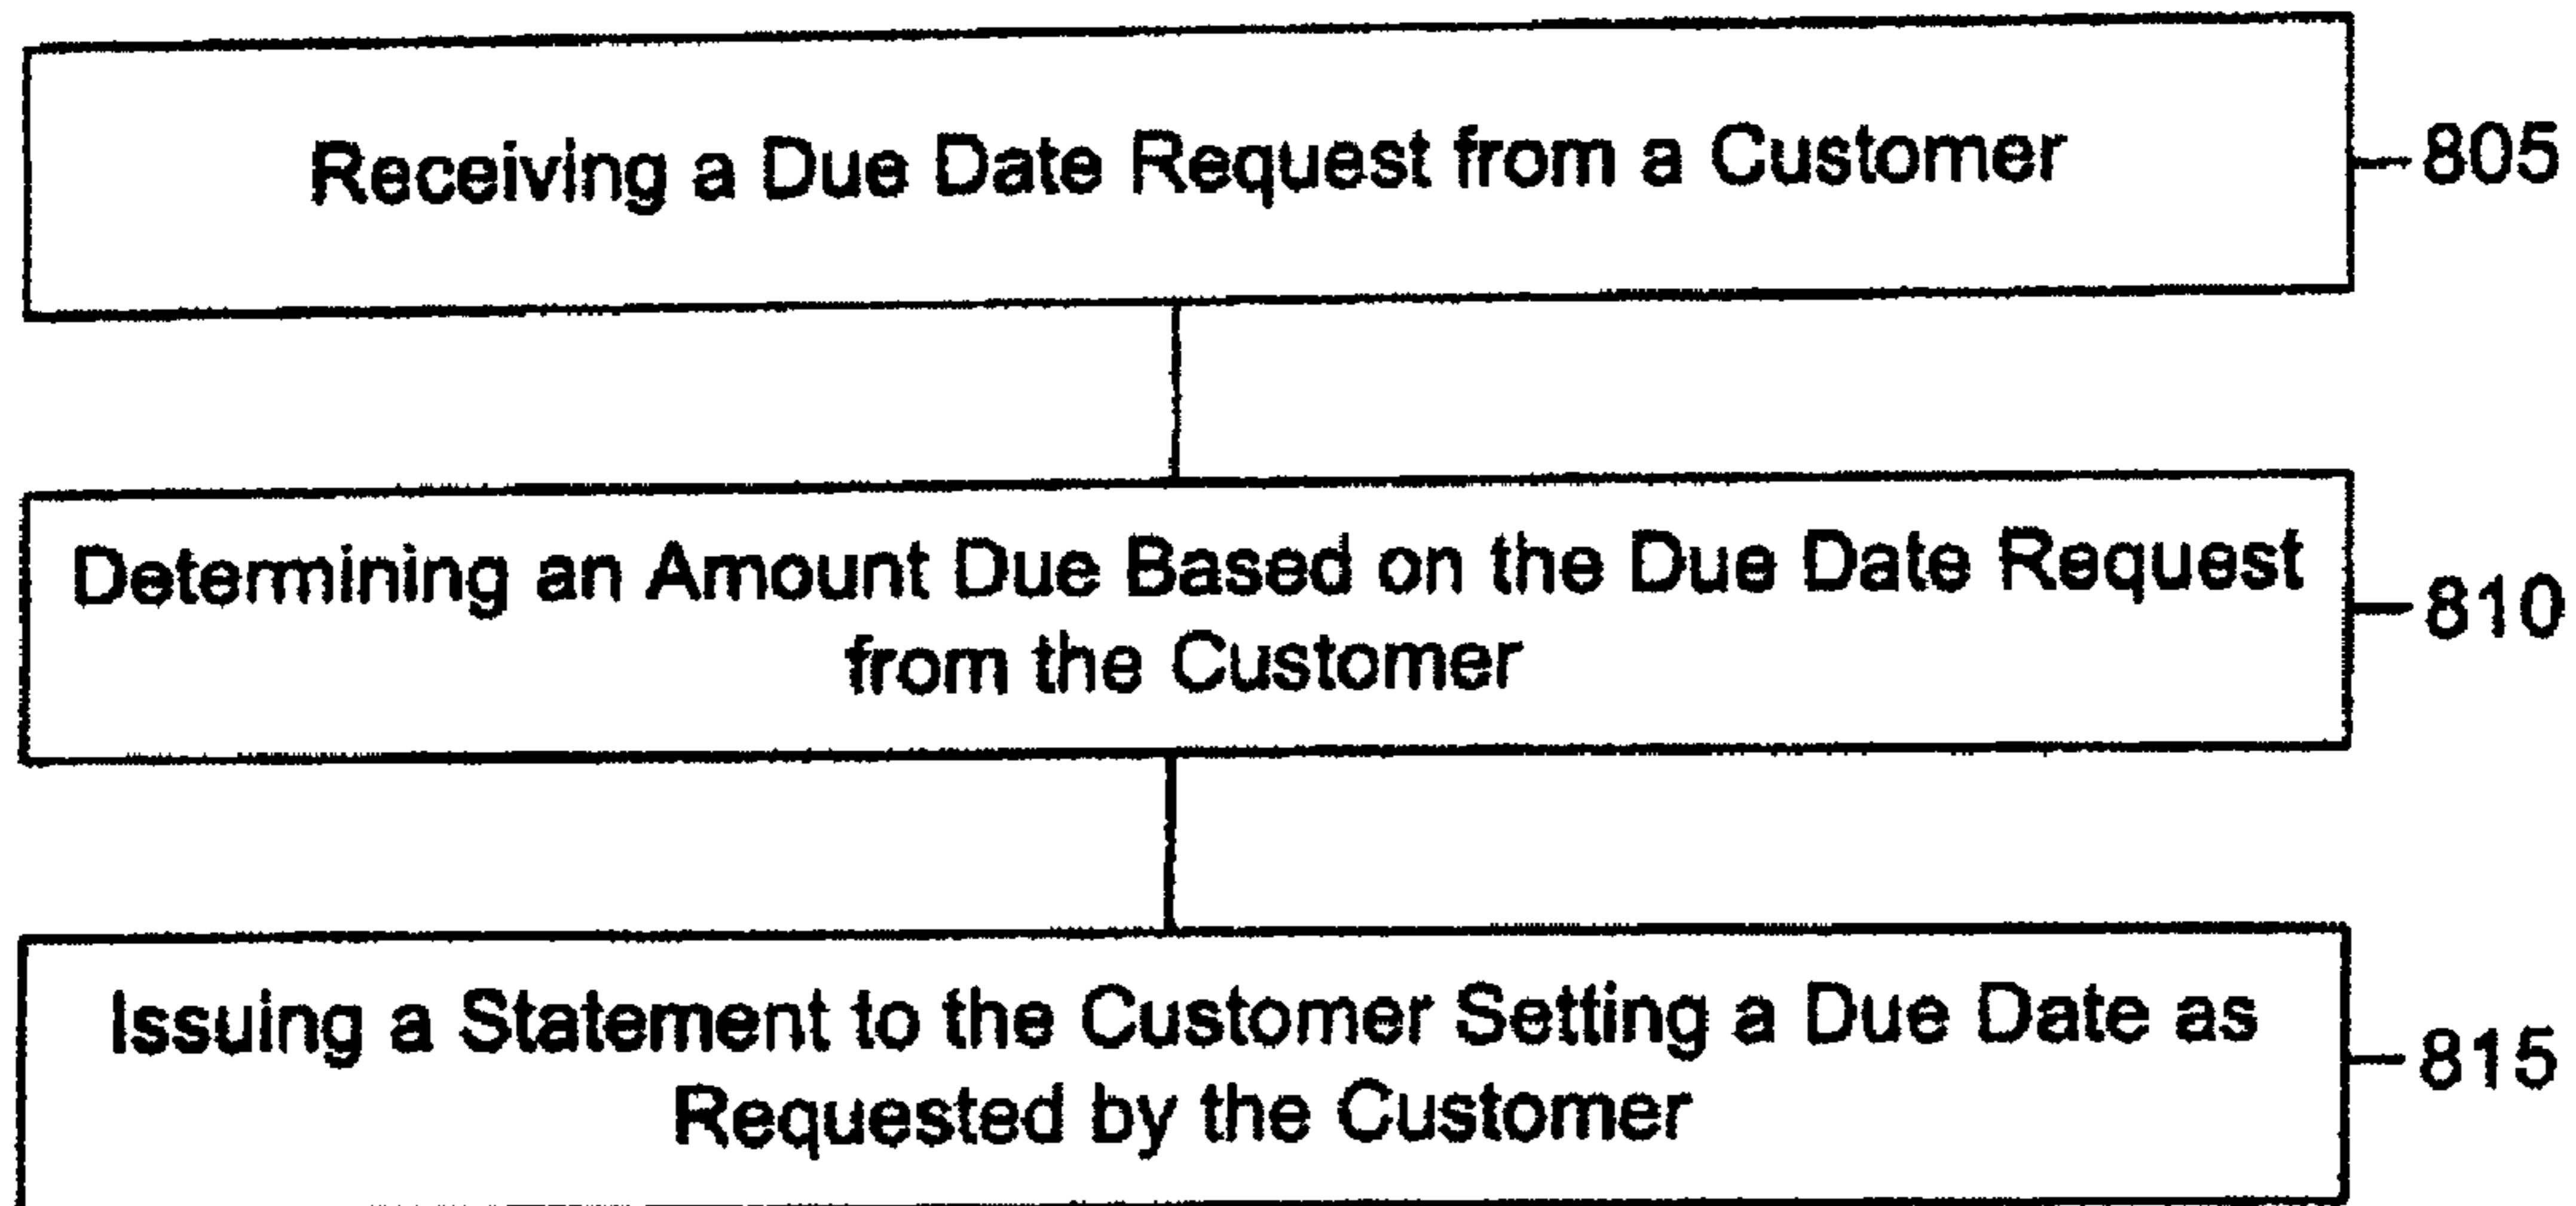 Receiving a Due Date Request from a Customer
805
Determining an Amount Due Based on the Due Date Request
from the Customer
810
Issuing a Statement to the Customer Setting a Due Date as
Requested by the Customer
815